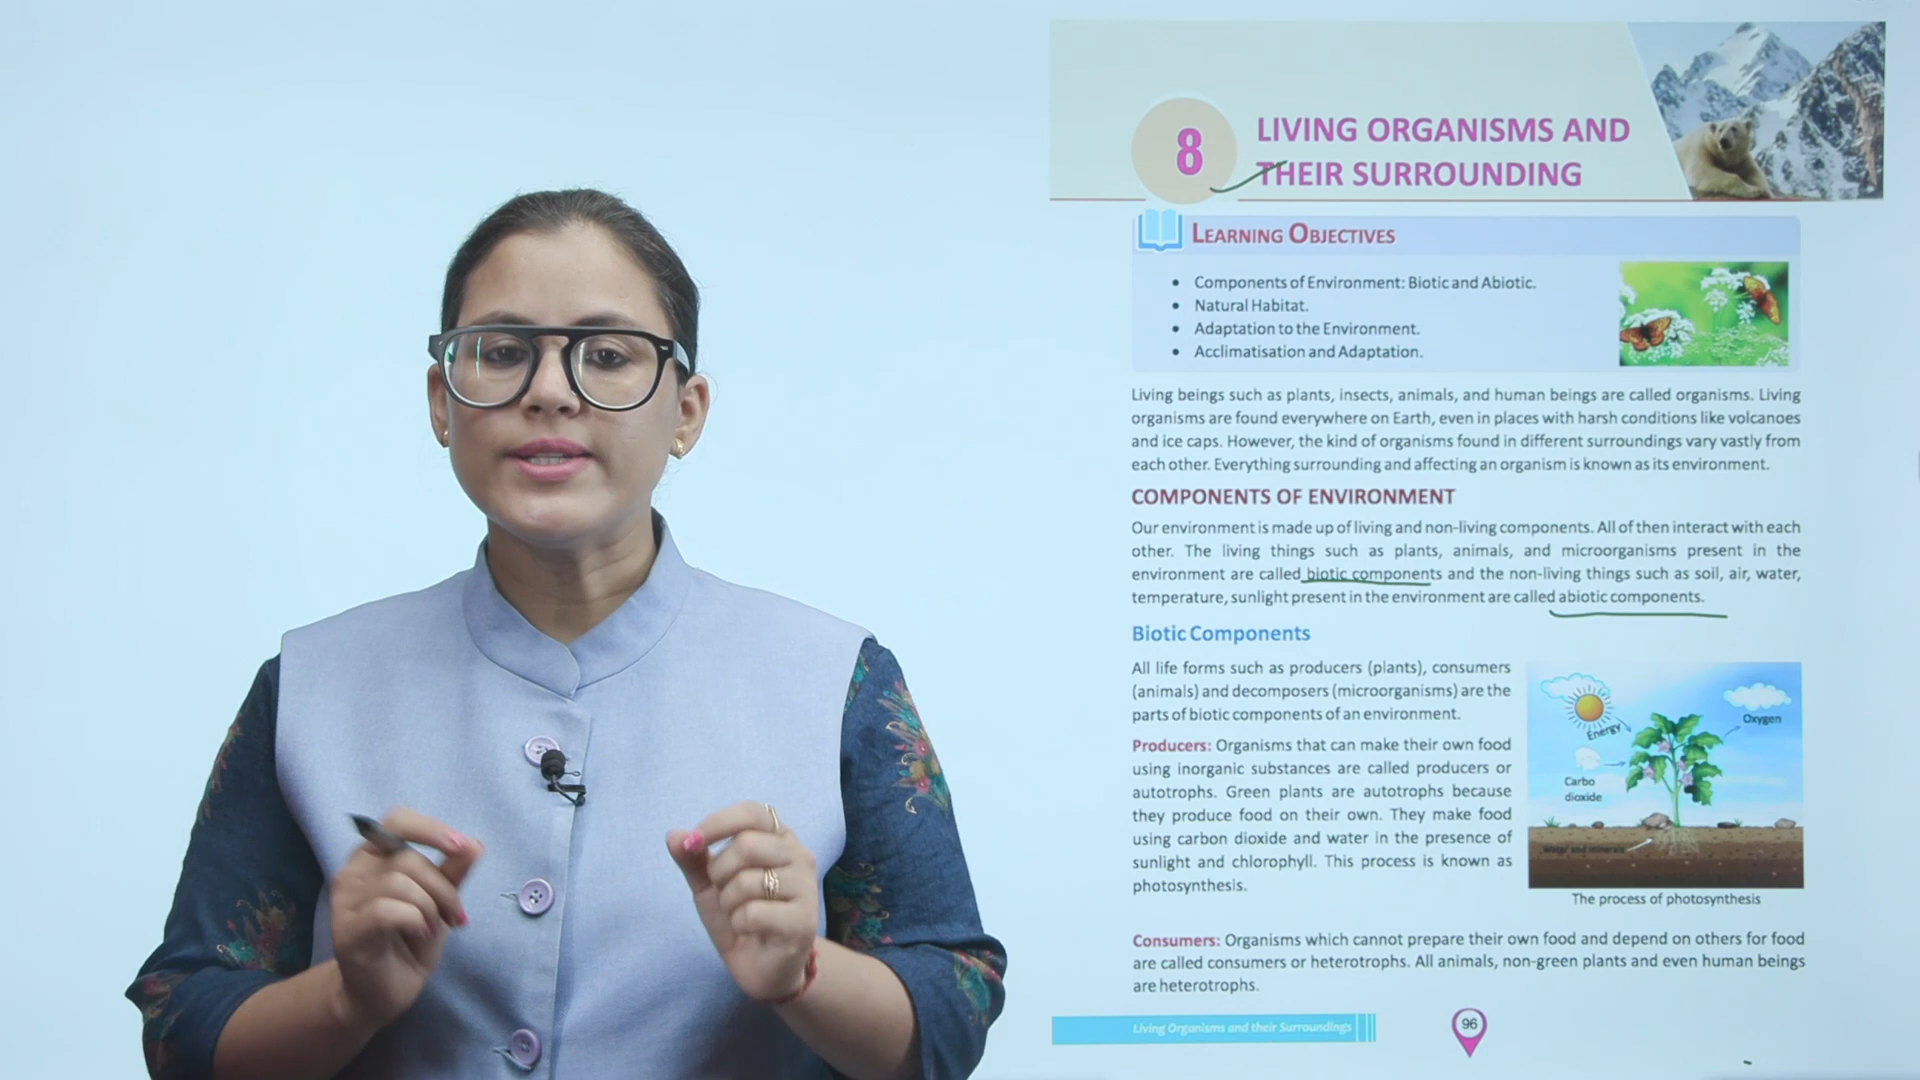 8
LIVING ORGANISMS AND
THEIR SURROUNDING
LEARNING OBJECTIVES
• Components of Environment: Biotic and Abiotic.
• Natural Habitat.
• Adaptation to the Environment.
• Acclimatisation and Adaptation.
Living beings such as plants, insects, animals, and human beings are called organisms. Living
organisms are found everywhere on Earth, even in places with harsh conditions like volcanoes
and ice caps. However, the kind of organisms found in different surroundings vary vastly from
each other. Everything surrounding and affecting an organism is known as its environment.
COMPONENTS OF ENVIRONMENT
Our environment is made up of living and non-living components. All of then interact with each
other. The living things such as plants, animals, and microorganisms present in the
environment are called biotic components and the non-living things such as soil, air, water,
temperature, sunlight present in the environment are called abiotic components.
Biotic Components
All life forms such as producers (plants), consumers
(animals) and decomposers (microorganisms) are the
parts of biotic components of an environment.
Producers: Organisms that can make their own food
using inorganic substances are called producers or
autotrophs. Green plants are autotrophs because
they produce food on their own. They make food
using carbon dioxide and water in the presence of
sunlight and chlorophyll. This process is known as
photosynthesis.
Energy
Oxygen
Carbo
dioxide
Water and minerals
The process of photosynthesis
Consumers: Organisms which cannot prepare their own food and depend on others for food
are called consumers or heterotrophs. All animals, non-green plants and even human beings
are heterotrophs.
Living Organisms and their Surroundings
96